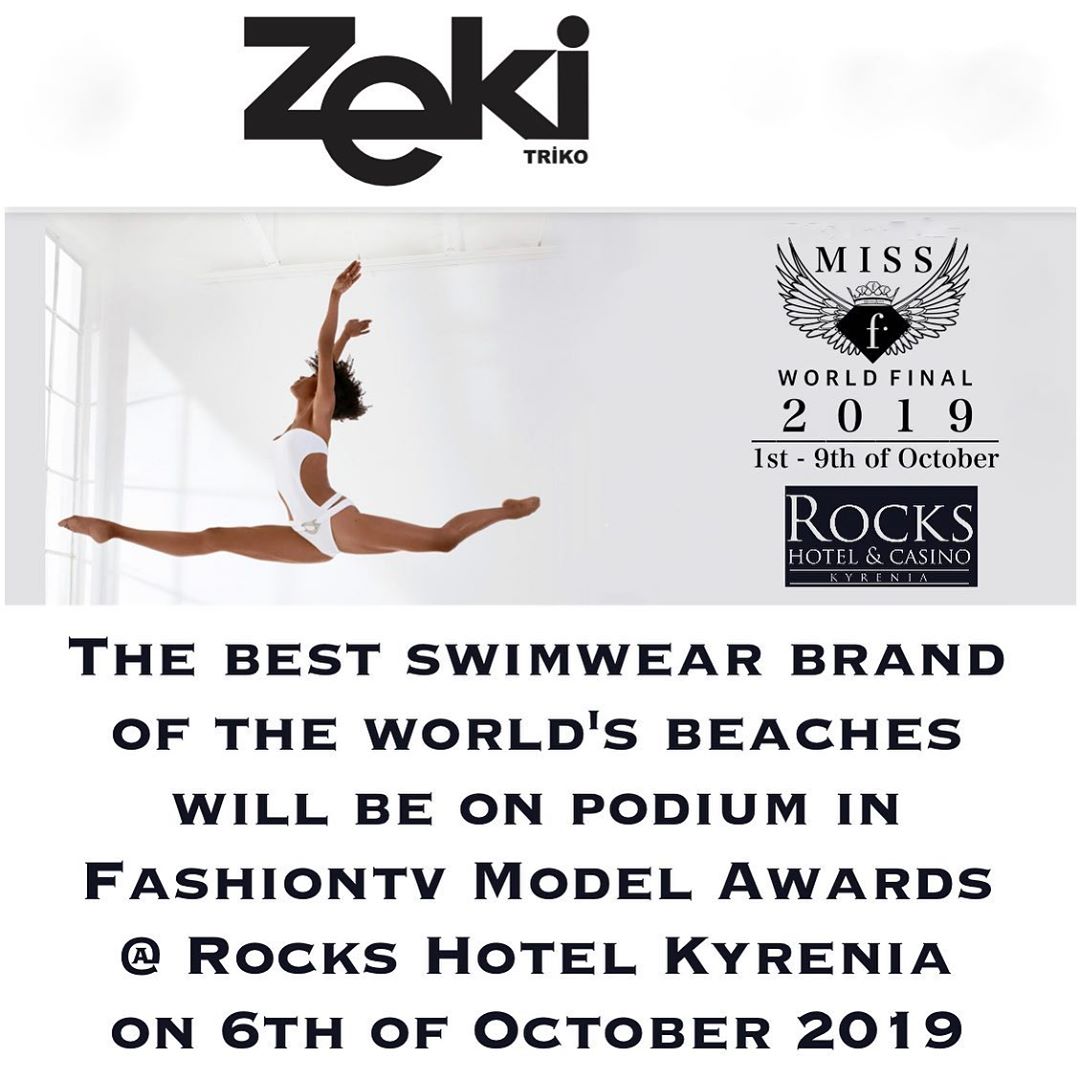 Zeki
TRİKO
MISS
f.
WORLD FINAL
2019
1st - 9th of October
ROCKS
HOTEL & CASINO
KYRENIA
THE BEST SWIMWEAR BRAND
OF THE WORLD'S BEACHES
WILL BE ON PODIUM IN
FASHIONTV MODEL AWARDS
@ ROCKS HOTEL KYRENIA
ON 6TH OF OCTOBER 2019